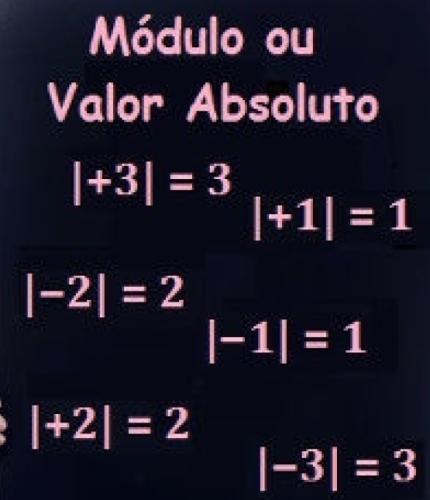 Módulo ou
Valor Absoluto
|+3| = 3
|+1| = 1
|−2| = 2
|−1| = 1
|+2| = 2
|−3| = 3